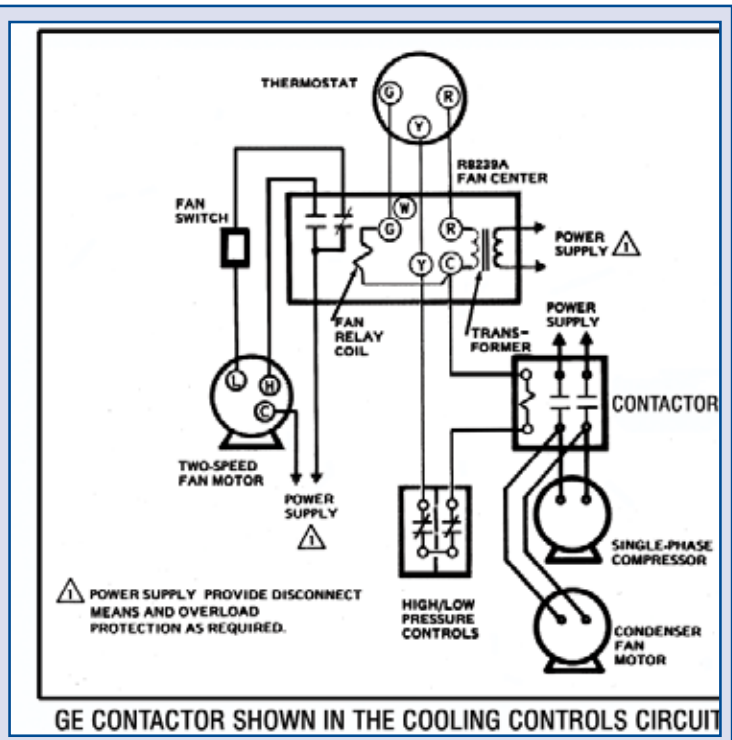 THERMOSTAT
G
R
Y
R8239A
FAN CENTER
FAN
SWITCH
W
G
R
Y
C
POWER
SUPPLY 1
FAN
RELAY
COIL
TRANS-
FORMER
POWER
SUPPLY
CONTACTOR
L
H
C
TWO-SPEED
FAN MOTOR
POWER
SUPPLY
1
SINGLE-PHASE
COMPRESSOR
1 POWER SUPPLY PROVIDE DISCONNECT
MEANS AND OVERLOAD
PROTECTION AS REQUIRED.
HIGH/LOW
PRESSURE
CONTROLS
CONDENSER
FAN
MOTOR
GE CONTACTOR SHOWN IN THE COOLING CONTROLS CIRCUIT